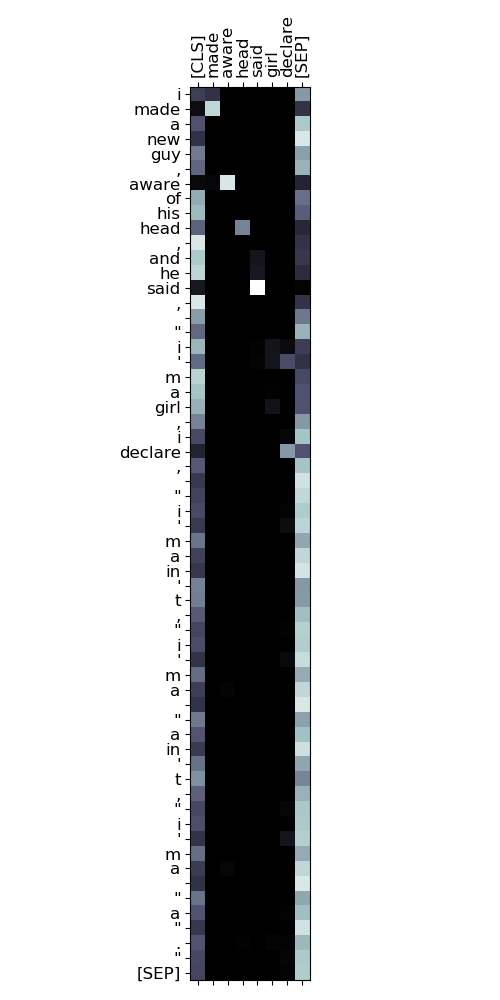 [CLS] made aware head said girl declare [SEP]
i
made
a
new
guy
,
aware
of
his
head
,
and
he
said
,
"
i
'
m
a
girl
,
i
declare
,
"
i
'
m
a
in
'
t
,
"
i
'
m
a
"
a
in
'
t
,
"
i
'
m
a
"
a
"
.
"
[SEP]